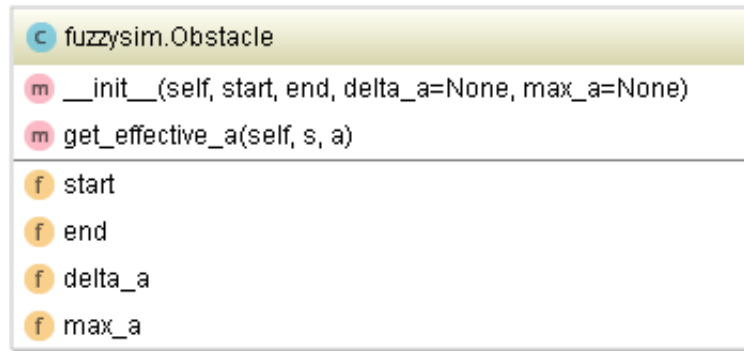 c fuzzysim.Obstacle
m __init__(self, start, end, delta_a=None, max_a=None)
m get_effective_a(self, s, a)
f start
f end
f delta_a
f max_a